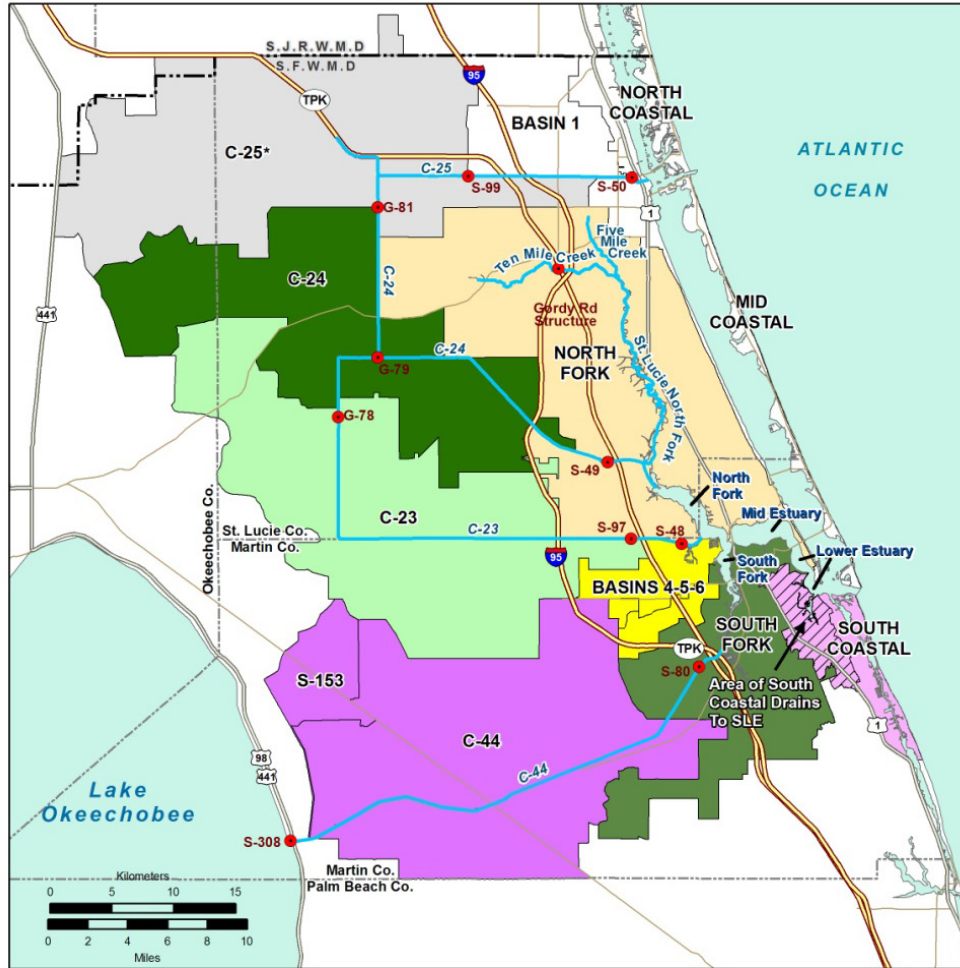 S.J.R.W.M.D
S.F.W.M.D
95
TPK
NORTH
COASTAL
BASIN 1
ATLANTIC
OCEAN
C-25*
C-25
S-99
S-50
1
G-81
Five
Mile
Creek
Ten Mile Creek
C-24
C-24
441
MID
COASTAL
Gordy Rd
Structure
NORTH
FORK
St. Lucie North Fork
C-24
G-79
G-78
S-49
North
Fork
Mid Estuary
C-23
Okeechobee Co.
St. Lucie Co.
Martin Co.
C-23
S-97
S-48
Lower Estuary
South
Fork
95
BASINS 4-5-6
SOUTH
FORK
SOUTH
COASTAL
TPK
S-80
S-153
Area of South
Coastal Drains
To SLE
1
C-44
C-44
98
441
Lake
Okeechobee
S-308
Martin Co.
Palm Beach Co.
Kilometers
0 5 10 15
0 2 4 6 8 10
Miles